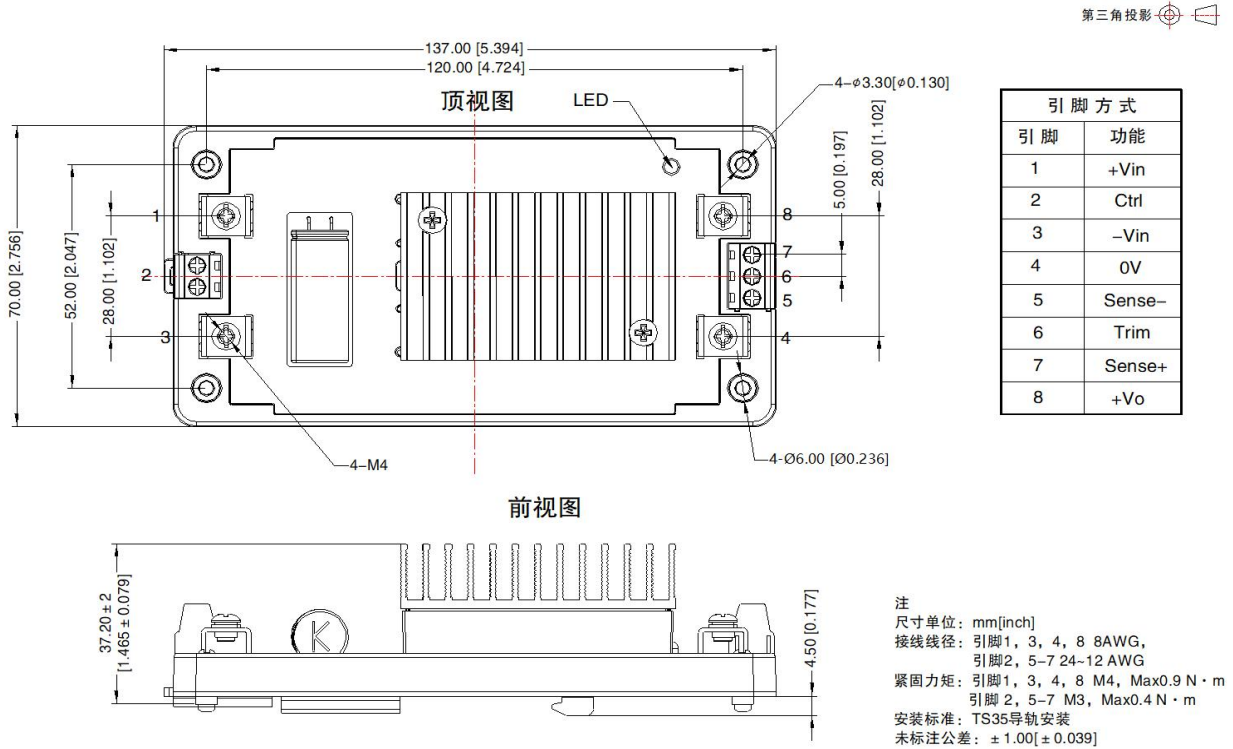 第三角投影
137.00 [5.394]
120.00 [4.724]
顶视图
LED
4-φ3.30[φ0.130]
70.00 [2.756]
52.00 [2.047]
28.00 [1.102]
5.00 [0.197]
28.00 [1.102]
1
2
3
8
7
6
5
4
4-M4
4-Ø6.00 [Ø0.236]
引脚方式
引脚 功能
1 +Vin
2 Ctrl
3 -Vin
4 0V
5 Sense-
6 Trim
7 Sense+
8 +Vo
前视图
37.20±2
[1.465±0.079]
K
4.50 [0.177]
注
尺寸单位：mm[inch]
接线线径：引脚1，3，4，8 8AWG，
引脚2，5-7 24~12 AWG
紧固力矩：引脚1，3，4，8 M4，Max0.9 N·m
引脚 2，5-7 M3，Max0.4 N·m
安装标准：TS35导轨安装
未标注公差：±1.00[±0.039]